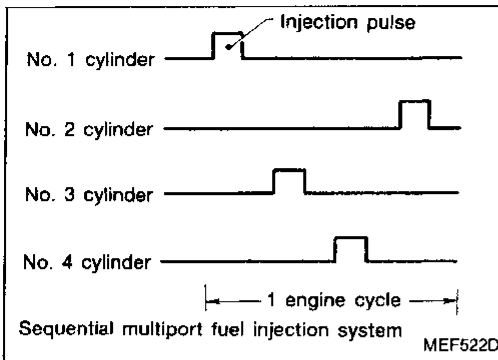 Injection pulse
No. 1 cylinder
No. 2 cylinder
No. 3 cylinder
No. 4 cylinder
1 engine cycle
Sequential multiport fuel injection system
MEF522D